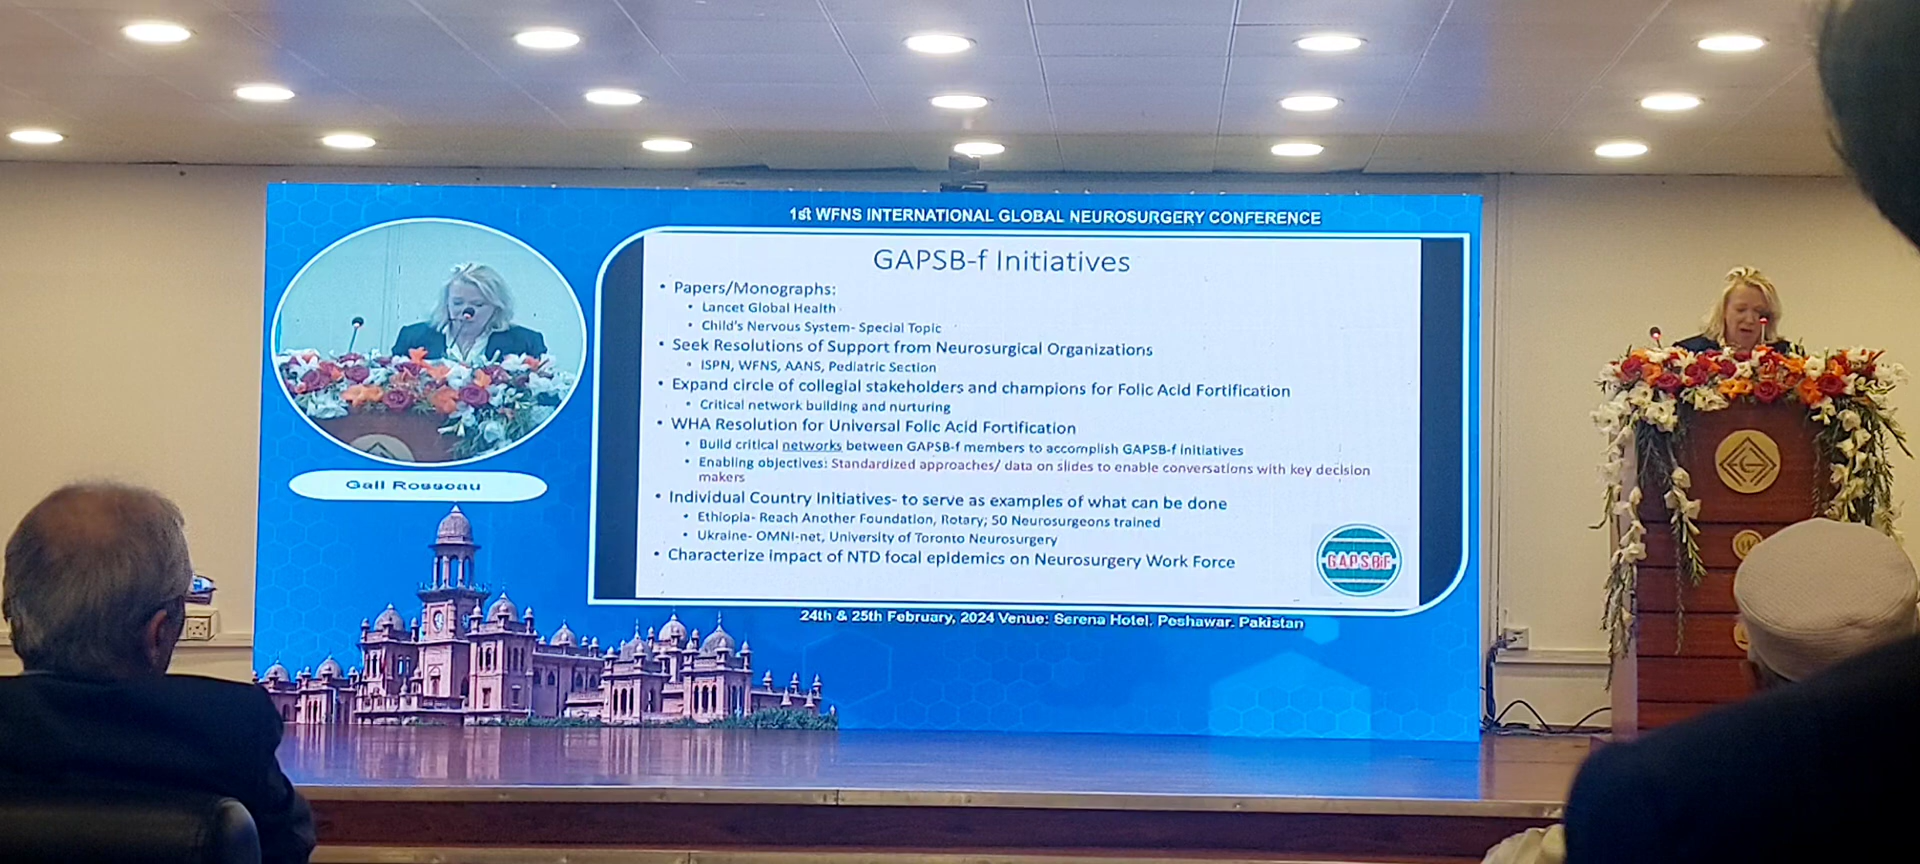 1st WFNS INTERNATIONAL GLOBAL NEUROSURGERY CONFERENCE
GAPSB-f Initiatives
• Papers/Monographs:
• Lancet Global Health
• Child's Nervous System- Special Topic
• Seek Resolutions of Support from Neurosurgical Organizations
• ISPN, WFNS, AANS, Pediatric Section
• Expand circle of collegial stakeholders and champions for Folic Acid Fortification
• Critical network building and nurturing
• WHA Resolution for Universal Folic Acid Fortification
• Build critical networks between GAPSB-f members to accomplish GAPSB-f initiatives
• Enabling objectives: Standardized approaches/ data on slides to enable conversations with key decision
makers
• Individual Country Initiatives- to serve as examples of what can be done
• Ethiopia- Reach Another Foundation, Rotary; 50 Neurosurgeons trained
• Ukraine- OMNI-net, University of Toronto Neurosurgery
• Characterize impact of NTD focal epidemics on Neurosurgery Work Force
GAPSBF
Gail Rosseau
24th & 25th February, 2024 Venue: Serena Hotel, Peshawar, Pakistan